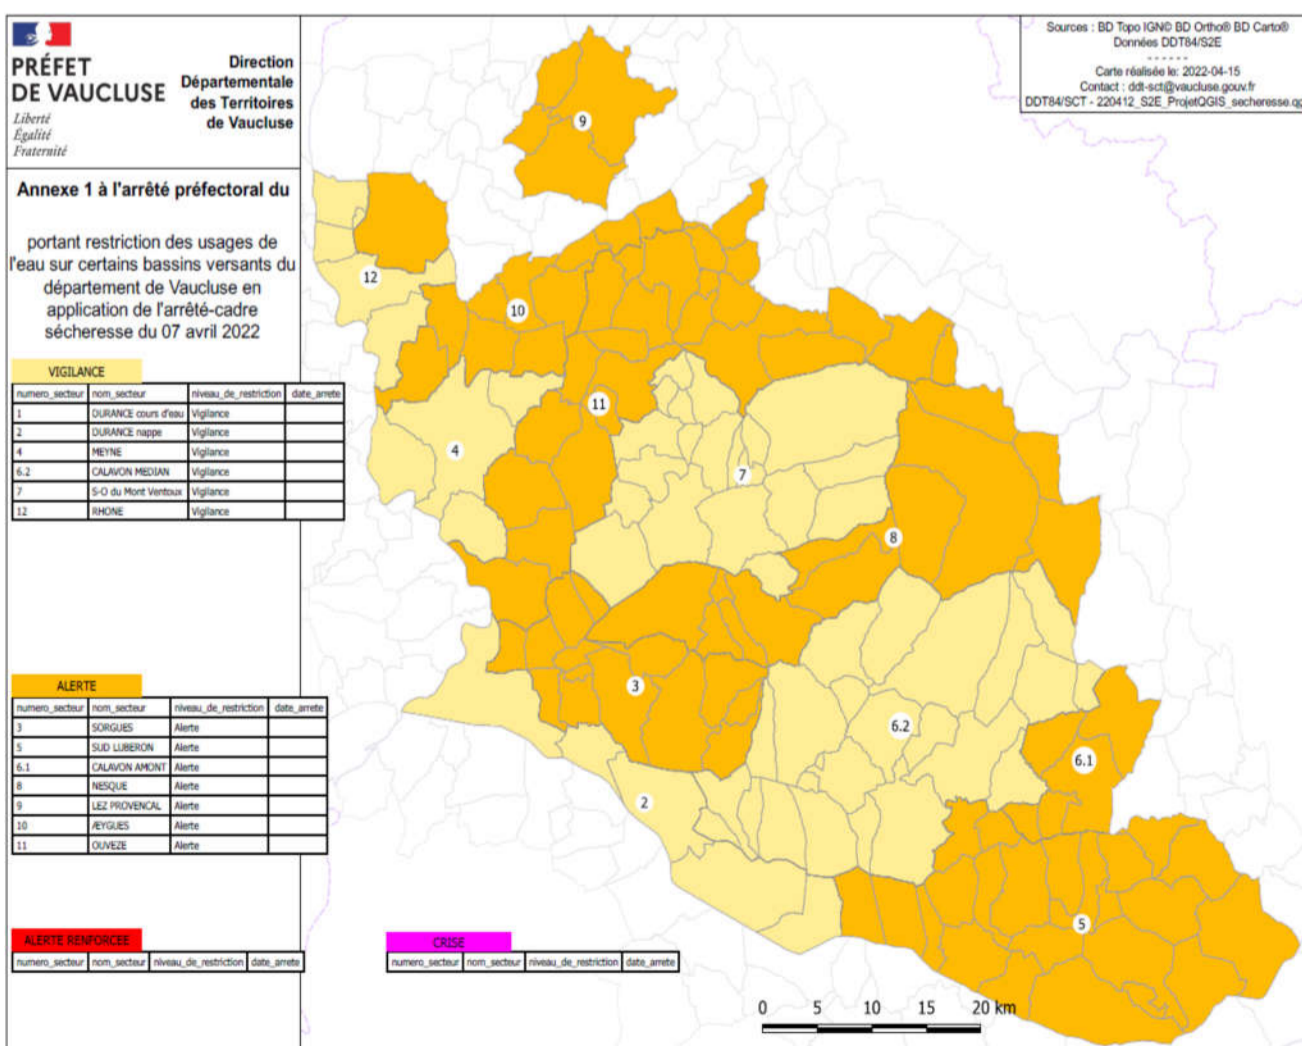 PRÉFET
DE VAUCLUSE
Liberté
Égalité
Fraternité
Direction
Départementale
des Territoires
de Vaucluse
Sources : BD Topo IGN© BD Ortho® BD Carto®
Données DDT84/S2E
- - - - - -
Carte réalisée le: 2022-04-15
Contact : ddt-sct@vaucluse.gouv.fr
DDT84/SCT - 220412_S2E_ProjetQGIS_secheresse.qg
Annexe 1 à l'arrêté préfectoral du
portant restriction des usages de
l'eau sur certains bassins versants du
département de Vaucluse en
application de l'arrêté-cadre
sécheresse du 07 avril 2022
VIGILANCE
numero_secteur nom_secteur niveau_de_restriction date_arrete
1 DURANCE cours d'eau Vigilance
2 DURANCE nappe Vigilance
4 MEYNE Vigilance
6.2 CALAVON MEDIAN Vigilance
7 S-O du Mont Ventoux Vigilance
12 RHONE Vigilance
ALERTE
numero_secteur nom_secteur niveau_de_restriction date_arrete
3 SORGUES Alerte
5 SUD LUBERON Alerte
6.1 CALAVON AMONT Alerte
8 NESQUE Alerte
9 LEZ PROVENCAL Alerte
10 ÆYGUES Alerte
11 OUVEZE Alerte
ALERTE RENFORCEE
numero_secteur nom_secteur niveau_de_restriction date_arrete
CRISE
numero_secteur nom_secteur niveau_de_restriction date_arrete
9
12
10
11
4
7
8
3
6.2
6.1
2
5
0 5 10 15 20 km